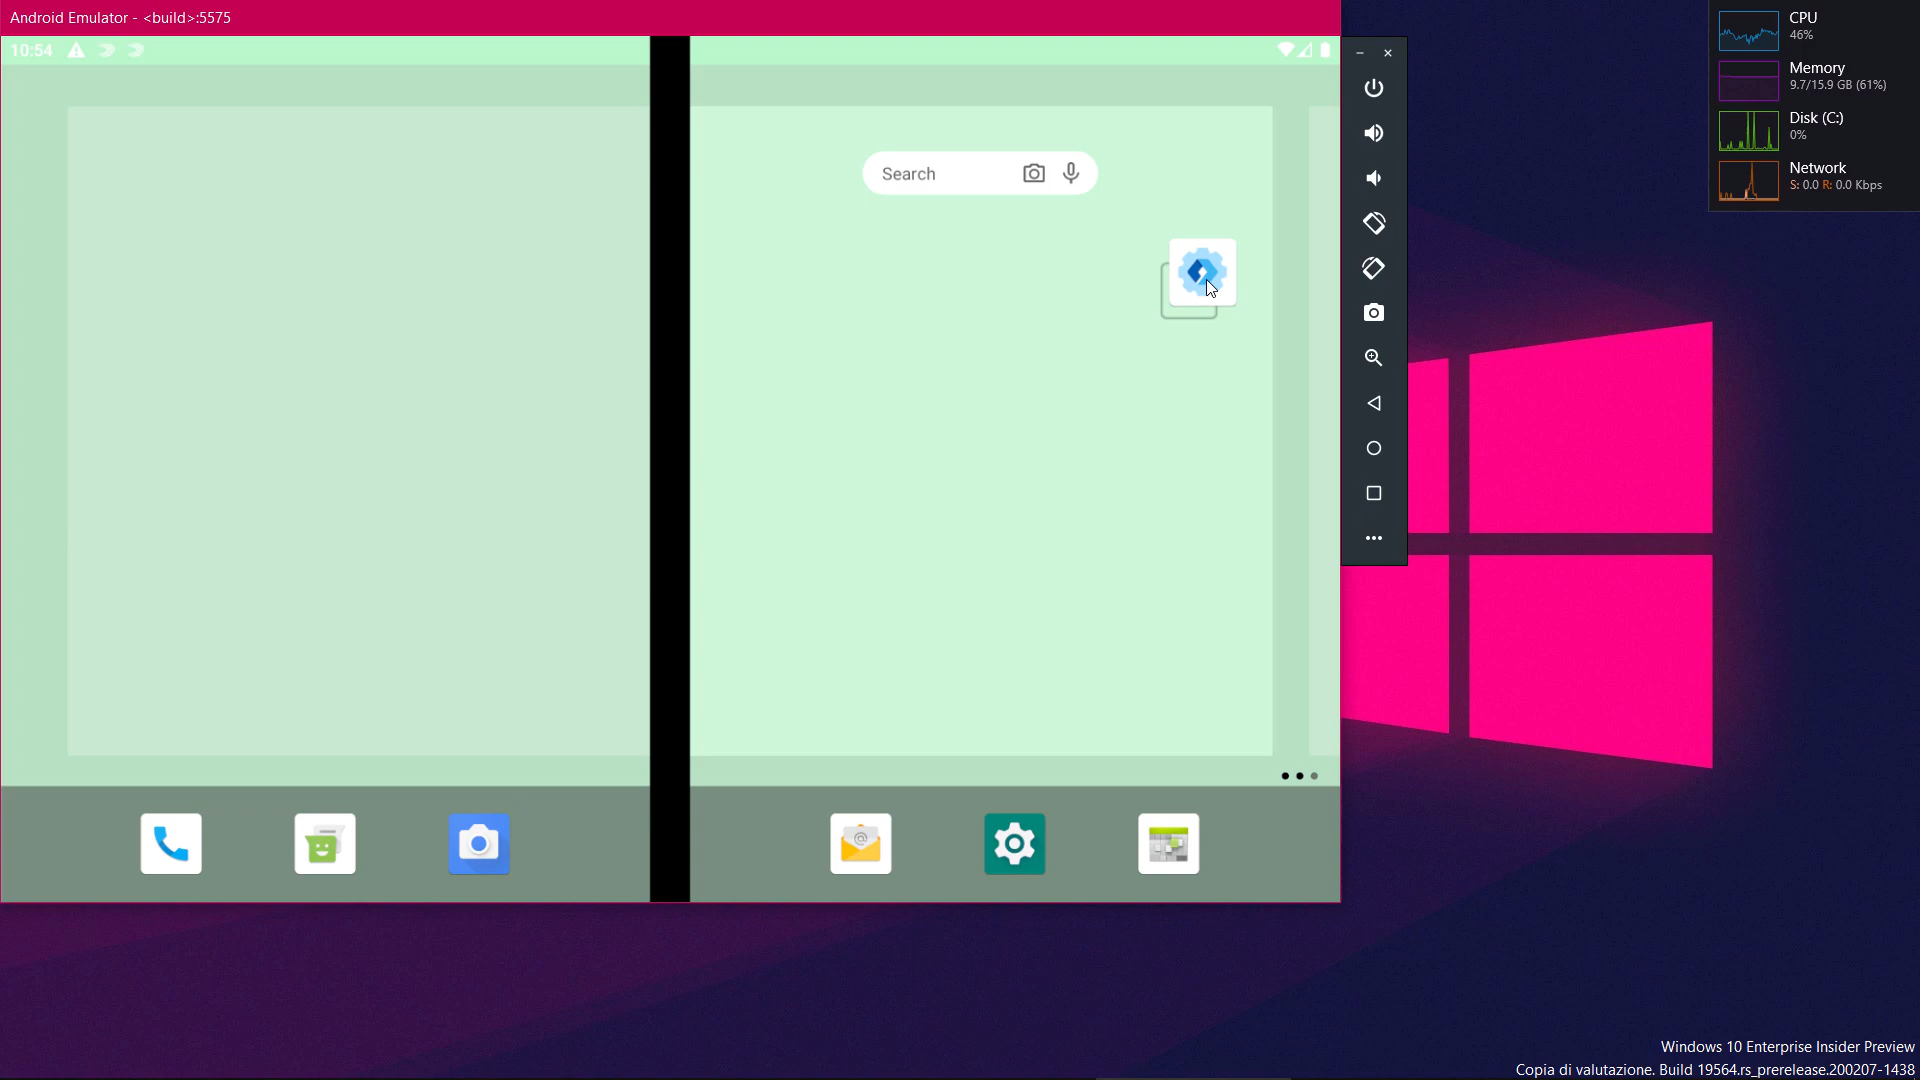 Android Emulator - <build>:5575
10:54
Search
CPU
46%
Memory
9.7/15.9 GB (61%)
Disk (C:)
0%
Network
S: 0.0 R: 0.0 Kbps
Windows 10 Enterprise Insider Preview
Copia di valutazione. Build 19564.rs_prerelease.200207-1438